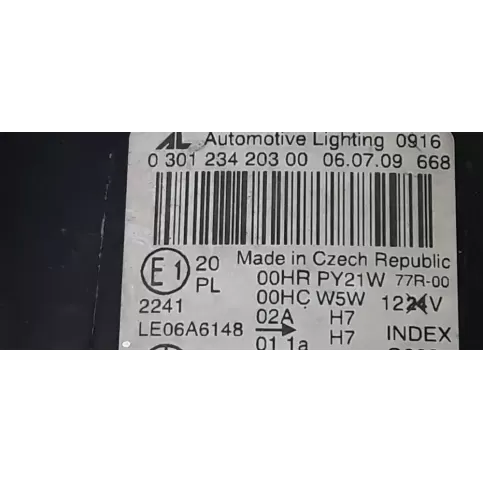 AL Automotive Lighting 0916
0 301 234 203 00 06.07.09 668
Made in Czech Republic
E1 20 00HR PY21W 77R-00
PL 00HC W5W 1224V
2241 02A H7
LE06A6148 01 1a H7 INDEX